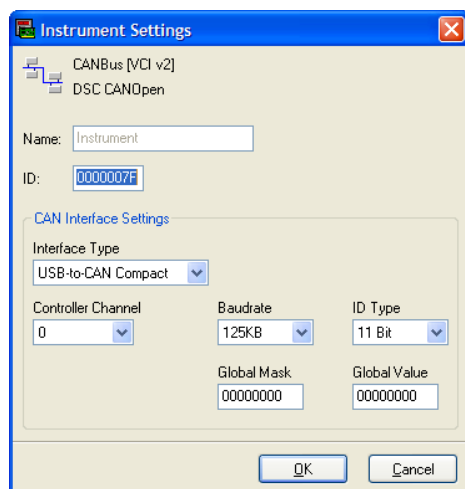 Instrument Settings
CANBus [VCI v2]
DSC CANOpen
Name: Instrument
ID: 0000007F
CAN Interface Settings
Interface Type
USB-to-CAN Compact
Controller Channel Baudrate ID Type
0 125KB 11 Bit
Global Mask Global Value
00000000 00000000
OK Cancel